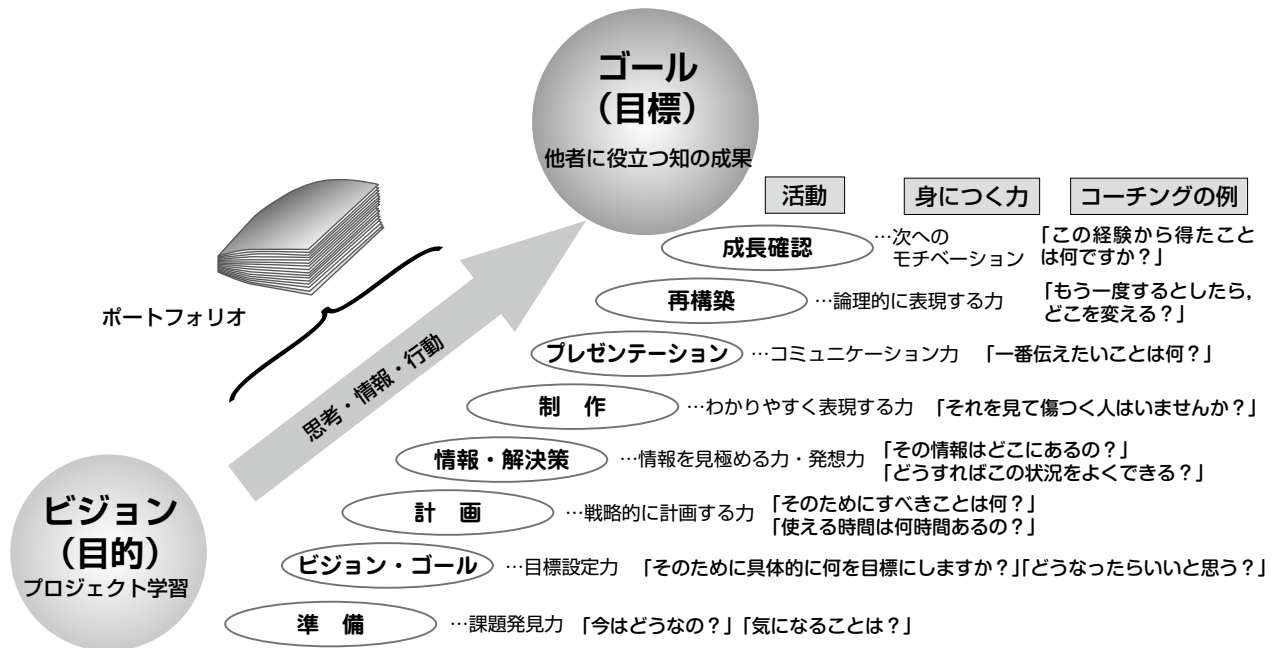 ゴール
（目標）
他者に役立つ知の成果
活動
身につく力
コーチングの例
成長確認
…次への
モチベーション
「この経験から得たこと
は何ですか？」
再構築
…論理的に表現する力
「もう一度するとしたら，
どこを変える？」
ポートフォリオ
思考・情報・行動
プレゼンテーション
…コミュニケーション力
「一番伝えたいことは何？」
制　作
…わかりやすく表現する力
「それを見て傷つく人はいませんか？」
情報・解決策
…情報を見極める力・発想力
「その情報はどこにあるの？」
「どうすればこの状況をよくできる？」
計　画
…戦略的に計画する力
「そのためにすべきことは何？」
「使える時間は何時間あるの？」
ビジョン
（目的）
プロジェクト学習
ビジョン・ゴール
…目標設定力
「そのために具体的に何を目標にしますか？」「どうなったらいいと思う？」
準　備
…課題発見力
「今はどうなの？」「気になることは？」